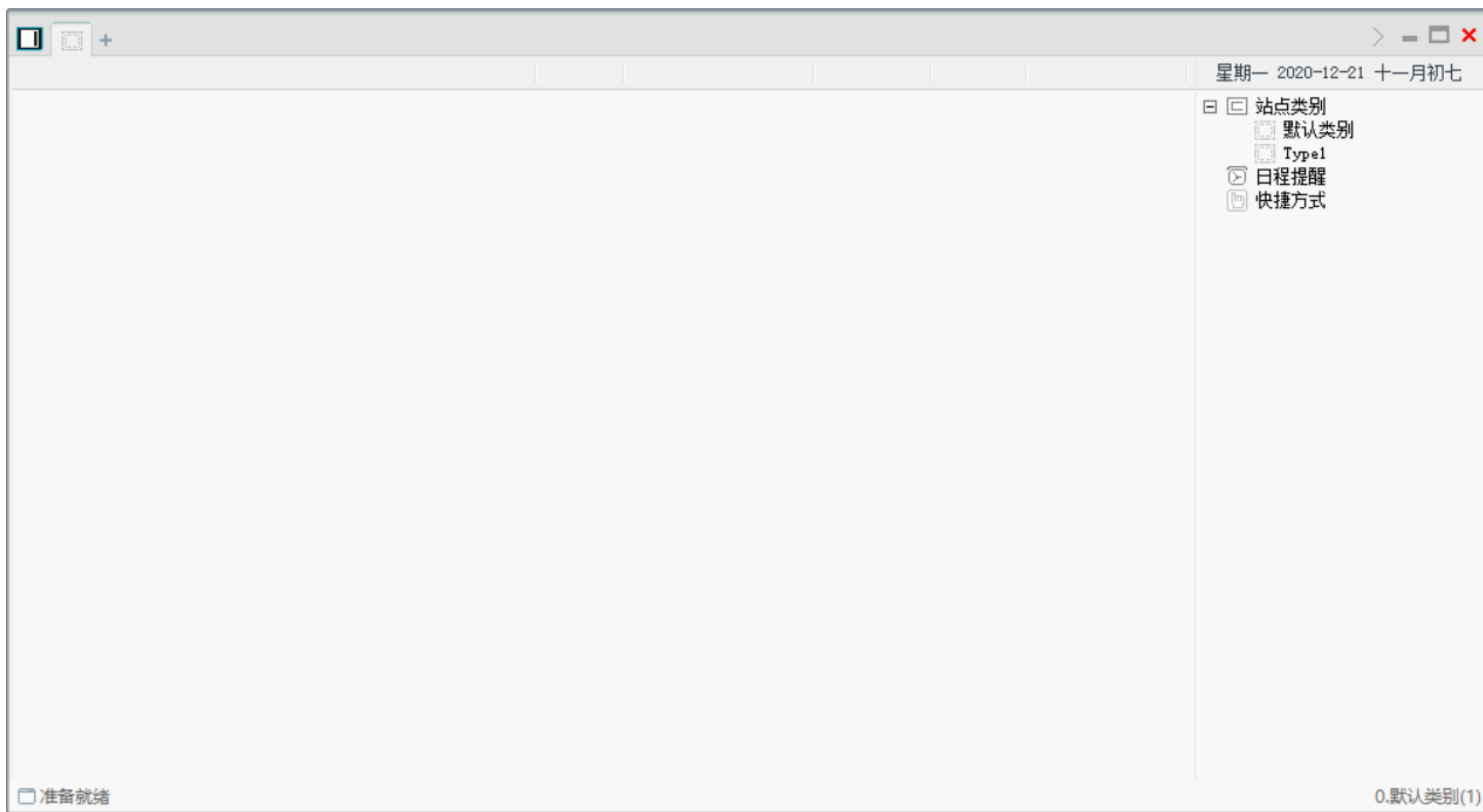 星期一 2020-12-21 十一月初七
站点类别
默认类别
Type1
日程提醒
快捷方式
准备就绪
0.默认类别(1)